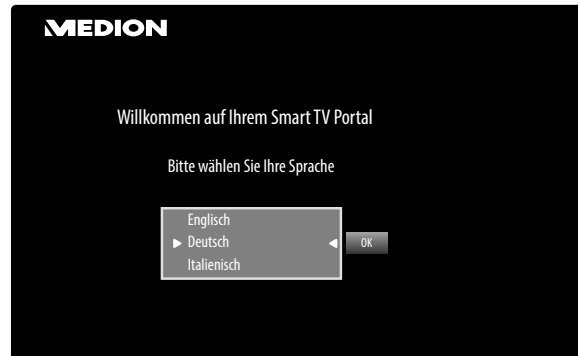 MEDION
Willkommen auf Ihrem Smart TV Portal
Bitte wählen Sie Ihre Sprache
Englisch
Deutsch OK
Italienisch